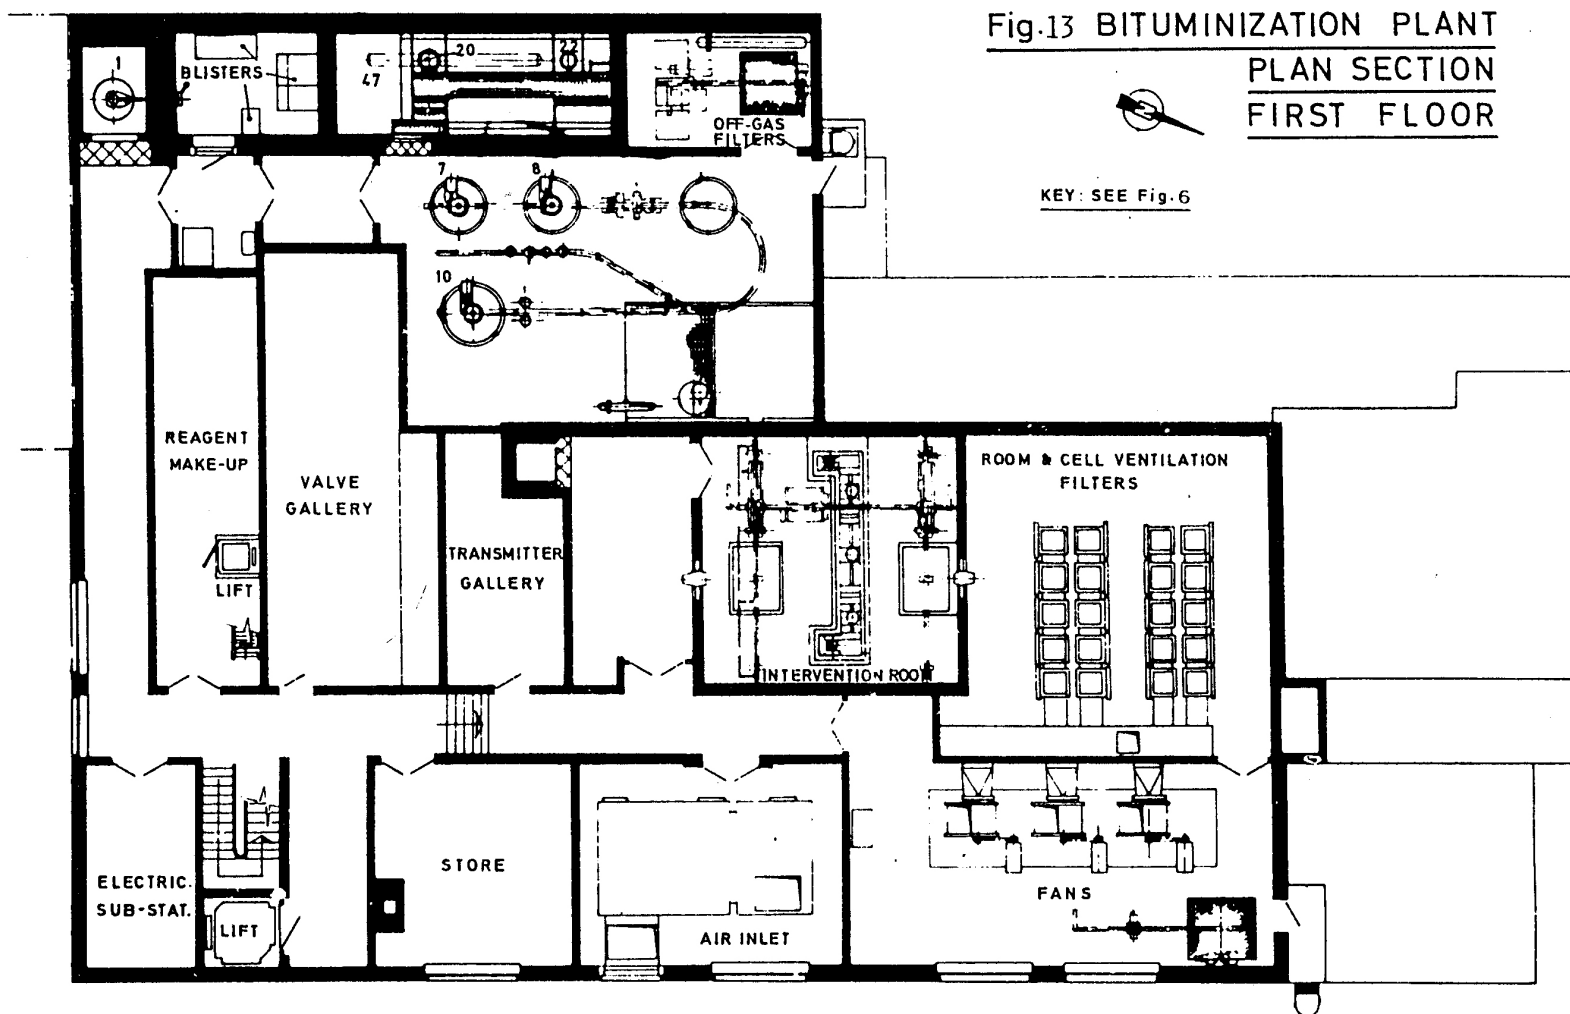 Fig.13 BITUMINIZATION PLANT
PLAN SECTION
FIRST FLOOR
KEY: SEE Fig.6
1
BLISTERS
47
20
22
OFF-GAS
FILTERS
7
8
10
REAGENT
MAKE-UP
LIFT
VALVE
GALLERY
TRANSMITTER
GALLERY
INTERVENTION ROOM
ROOM & CELL VENTILATION
FILTERS
ELECTRIC.
SUB-STAT.
LIFT
STORE
AIR INLET
FANS